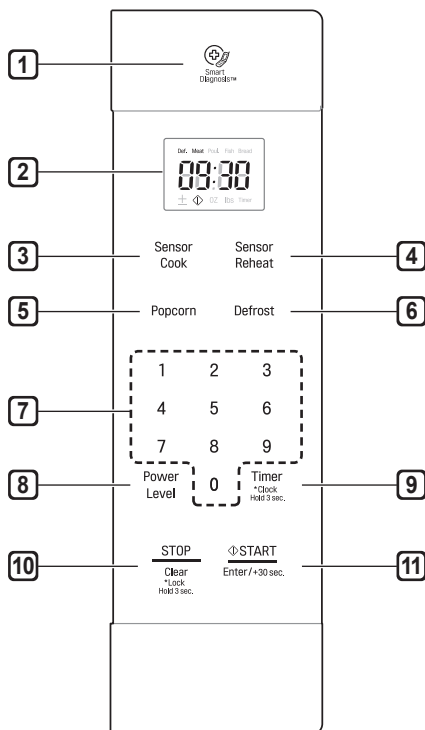 1
Smart
Diagnosis™
2
Def. Meat Poul. Fish Bread
09:30
OZ lbs Timer
3
Sensor
Cook
Sensor
Reheat
4
5
Popcorn
Defrost
6
7
1 2 3
4 5 6
7 8 9
8
Power
Level
0
Timer
*Clock
Hold 3 sec.
9
10
STOP
Clear
*Lock
Hold 3 sec.
START
Enter/+30 sec.
11